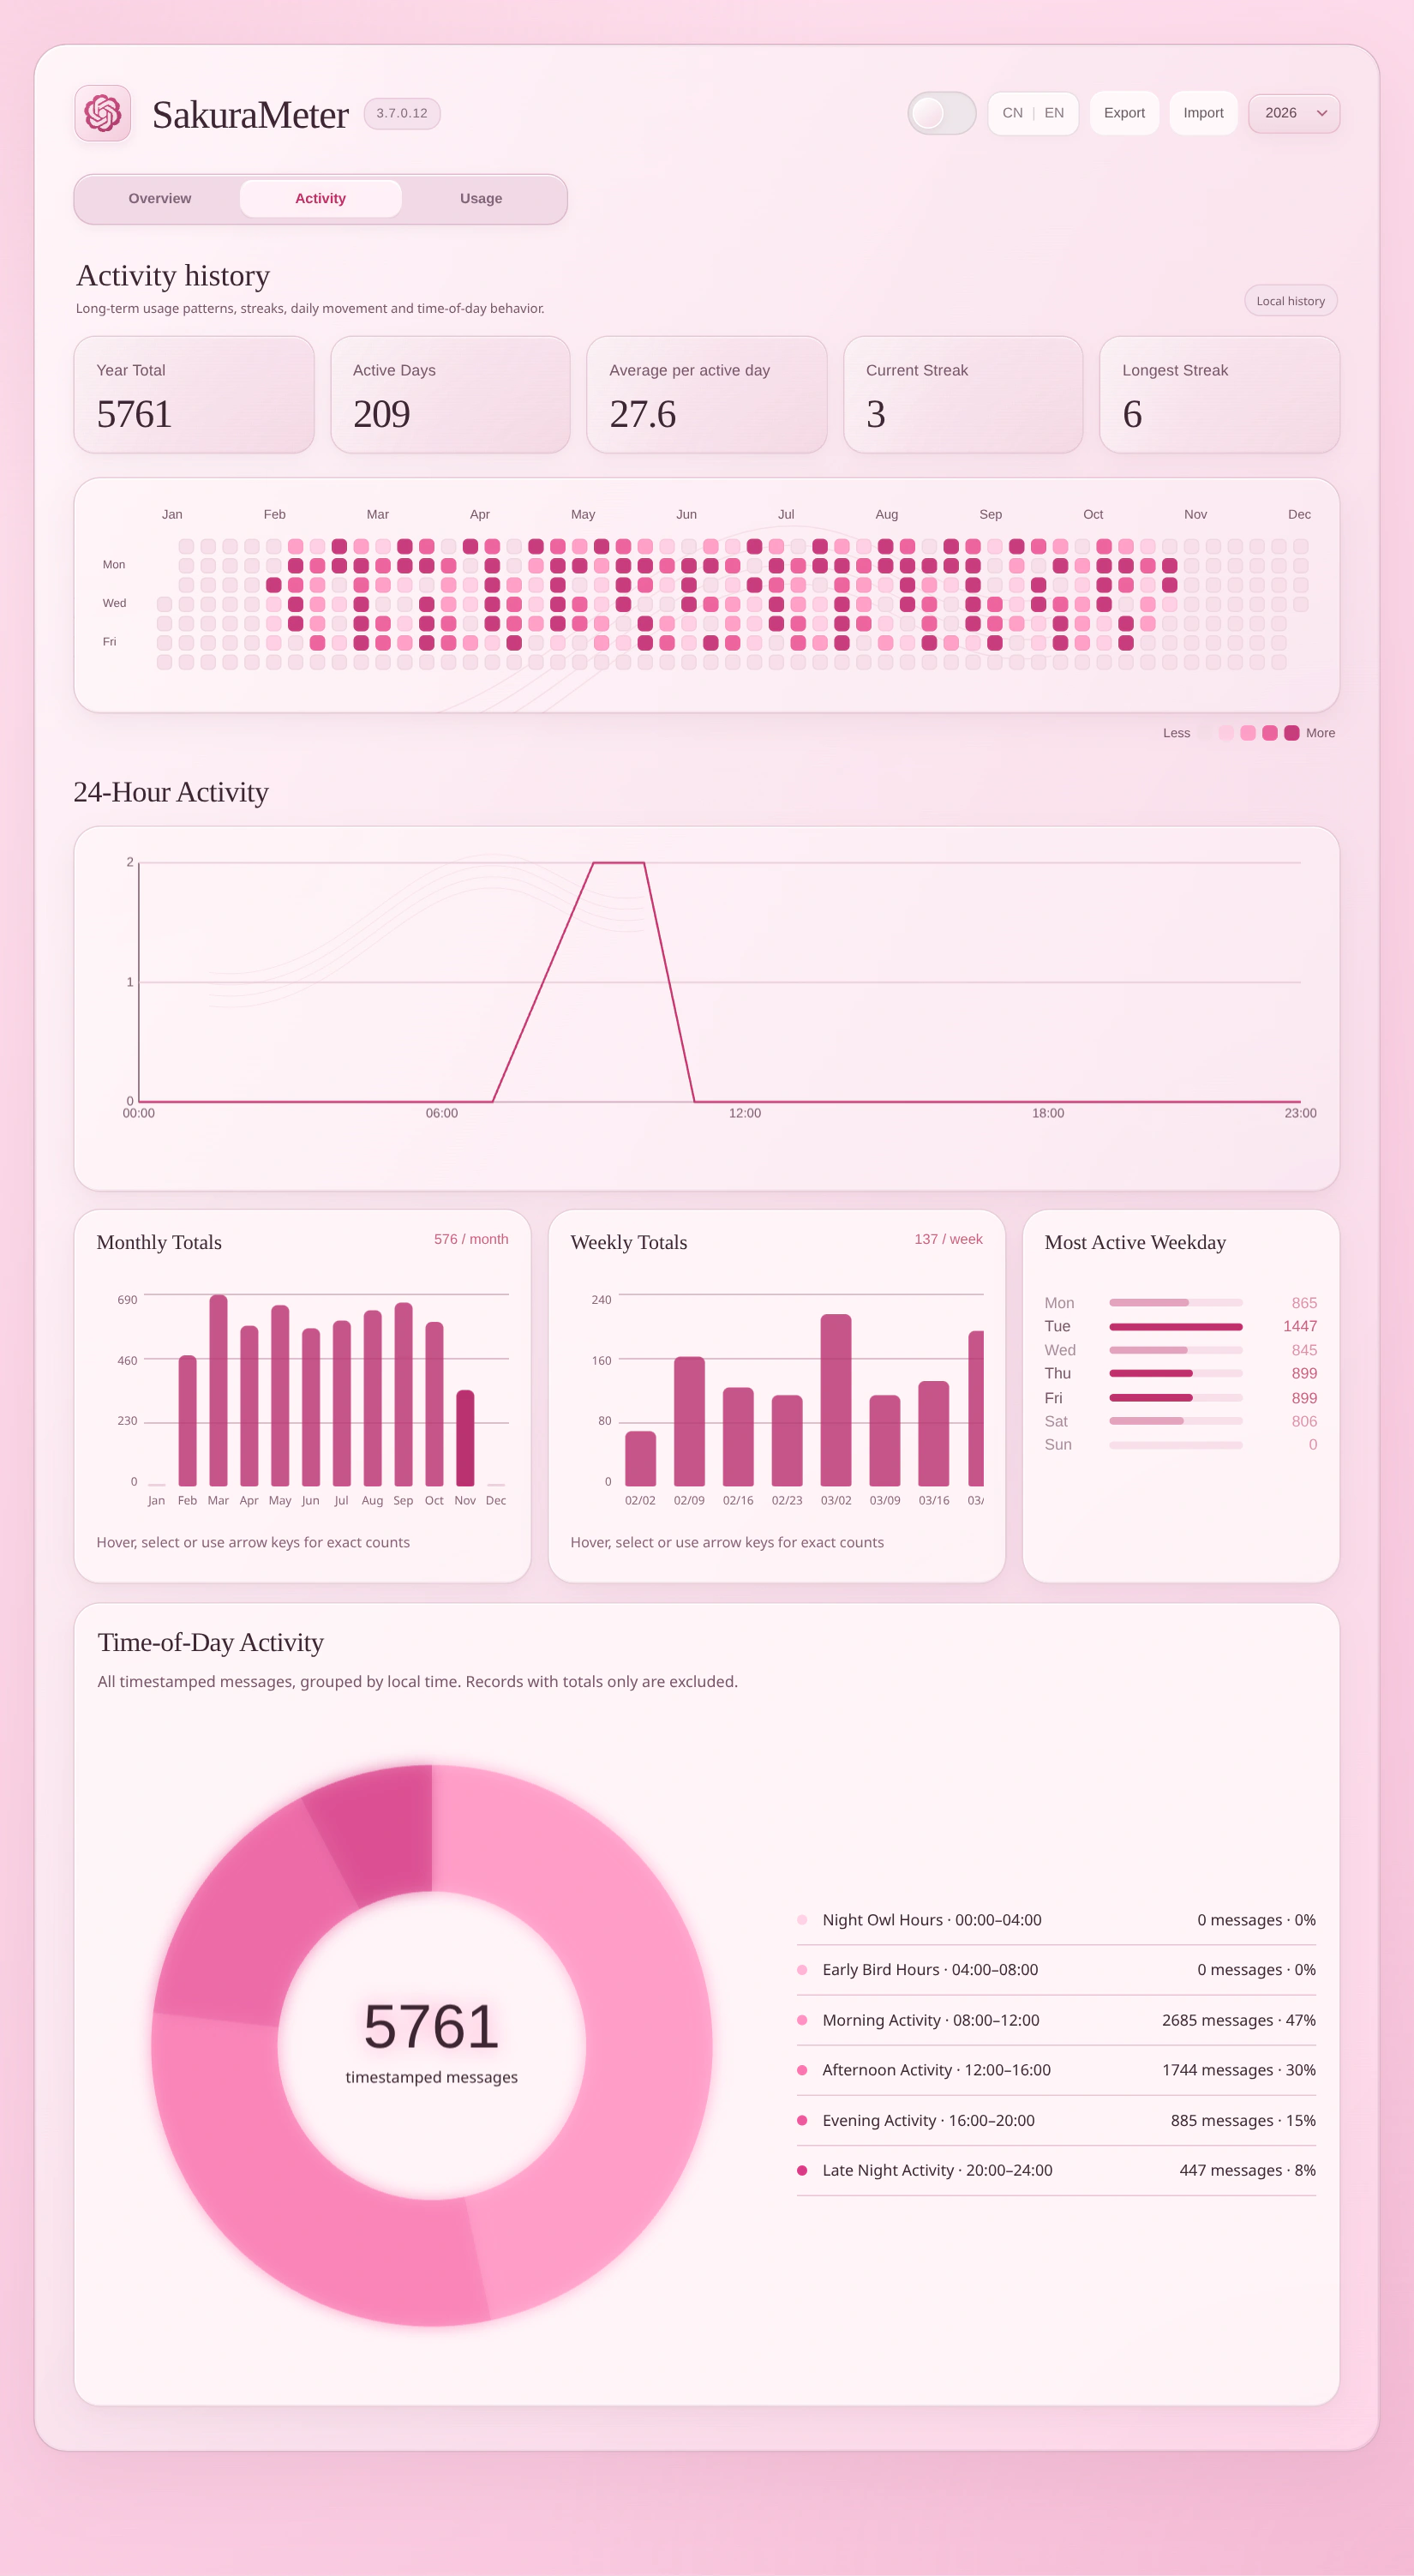 SakuraMeter 3.7.0.12 CN | EN Export Import 2026
Overview Activity Usage
Activity history
Long-term usage patterns, streaks, daily movement and time-of-day behavior.
Local history
Year Total
5761
Active Days
209
Average per active day
27.6
Current Streak
3
Longest Streak
6
Jan Feb Mar Apr May Jun Jul Aug Sep Oct Nov Dec
Mon
Wed
Fri
Less More
24-Hour Activity
2
1
0
00:00 06:00 12:00 18:00 23:00
Monthly Totals 576 / month
690
460
230
0
Jan Feb Mar Apr May Jun Jul Aug Sep Oct Nov Dec
Hover, select or use arrow keys for exact counts
Weekly Totals 137 / week
240
160
80
0
02/02 02/09 02/16 02/23 03/02 03/09 03/16 03/
Hover, select or use arrow keys for exact counts
Most Active Weekday
Mon 865
Tue 1447
Wed 845
Thu 899
Fri 899
Sat 806
Sun 0
Time-of-Day Activity
All timestamped messages, grouped by local time. Records with totals only are excluded.
5761
timestamped messages
Night Owl Hours · 00:00–04:00 0 messages · 0%
Early Bird Hours · 04:00–08:00 0 messages · 0%
Morning Activity · 08:00–12:00 2685 messages · 47%
Afternoon Activity · 12:00–16:00 1744 messages · 30%
Evening Activity · 16:00–20:00 885 messages · 15%
Late Night Activity · 20:00–24:00 447 messages · 8%